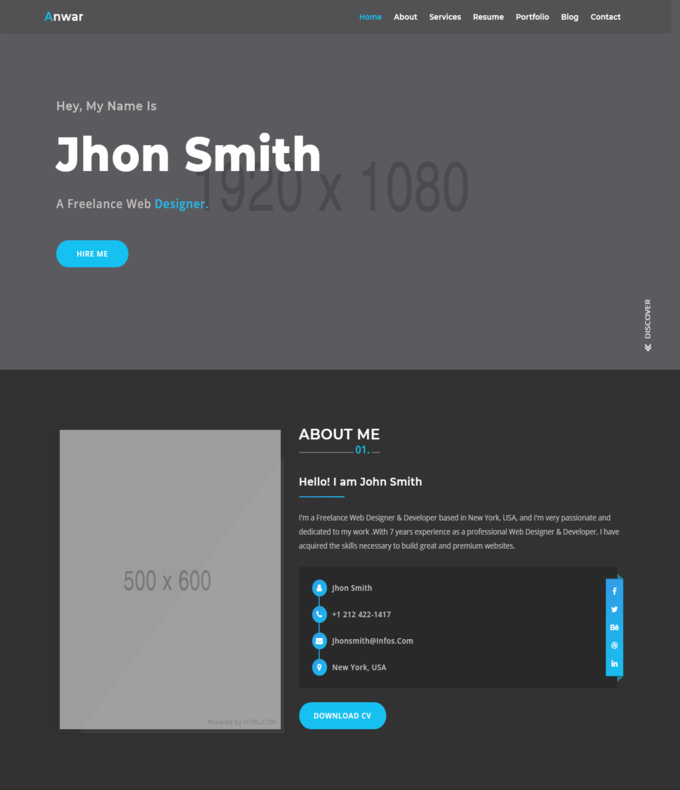 Anwar
Home About Services Resume Portfolio Blog Contact
Hey, My Name Is
Jhon Smith
1920 x 1080
A Freelance Web Designer.
HIRE ME
DISCOVER
ABOUT ME
01.
Hello! I am John Smith
I'm a Freelance Web Designer & Developer based in New York, USA, and I'm very passionate and
dedicated to my work .With 7 years experience as a professional Web Designer & Developer, I have
acquired the skills necessary to build great and premium websites.
500 x 600
Jhon Smith
+1 212 422-1417
Jhonsmith@Infos.Com
New York, USA
Bē
in
Powered by HTML.COM
DOWNLOAD CV